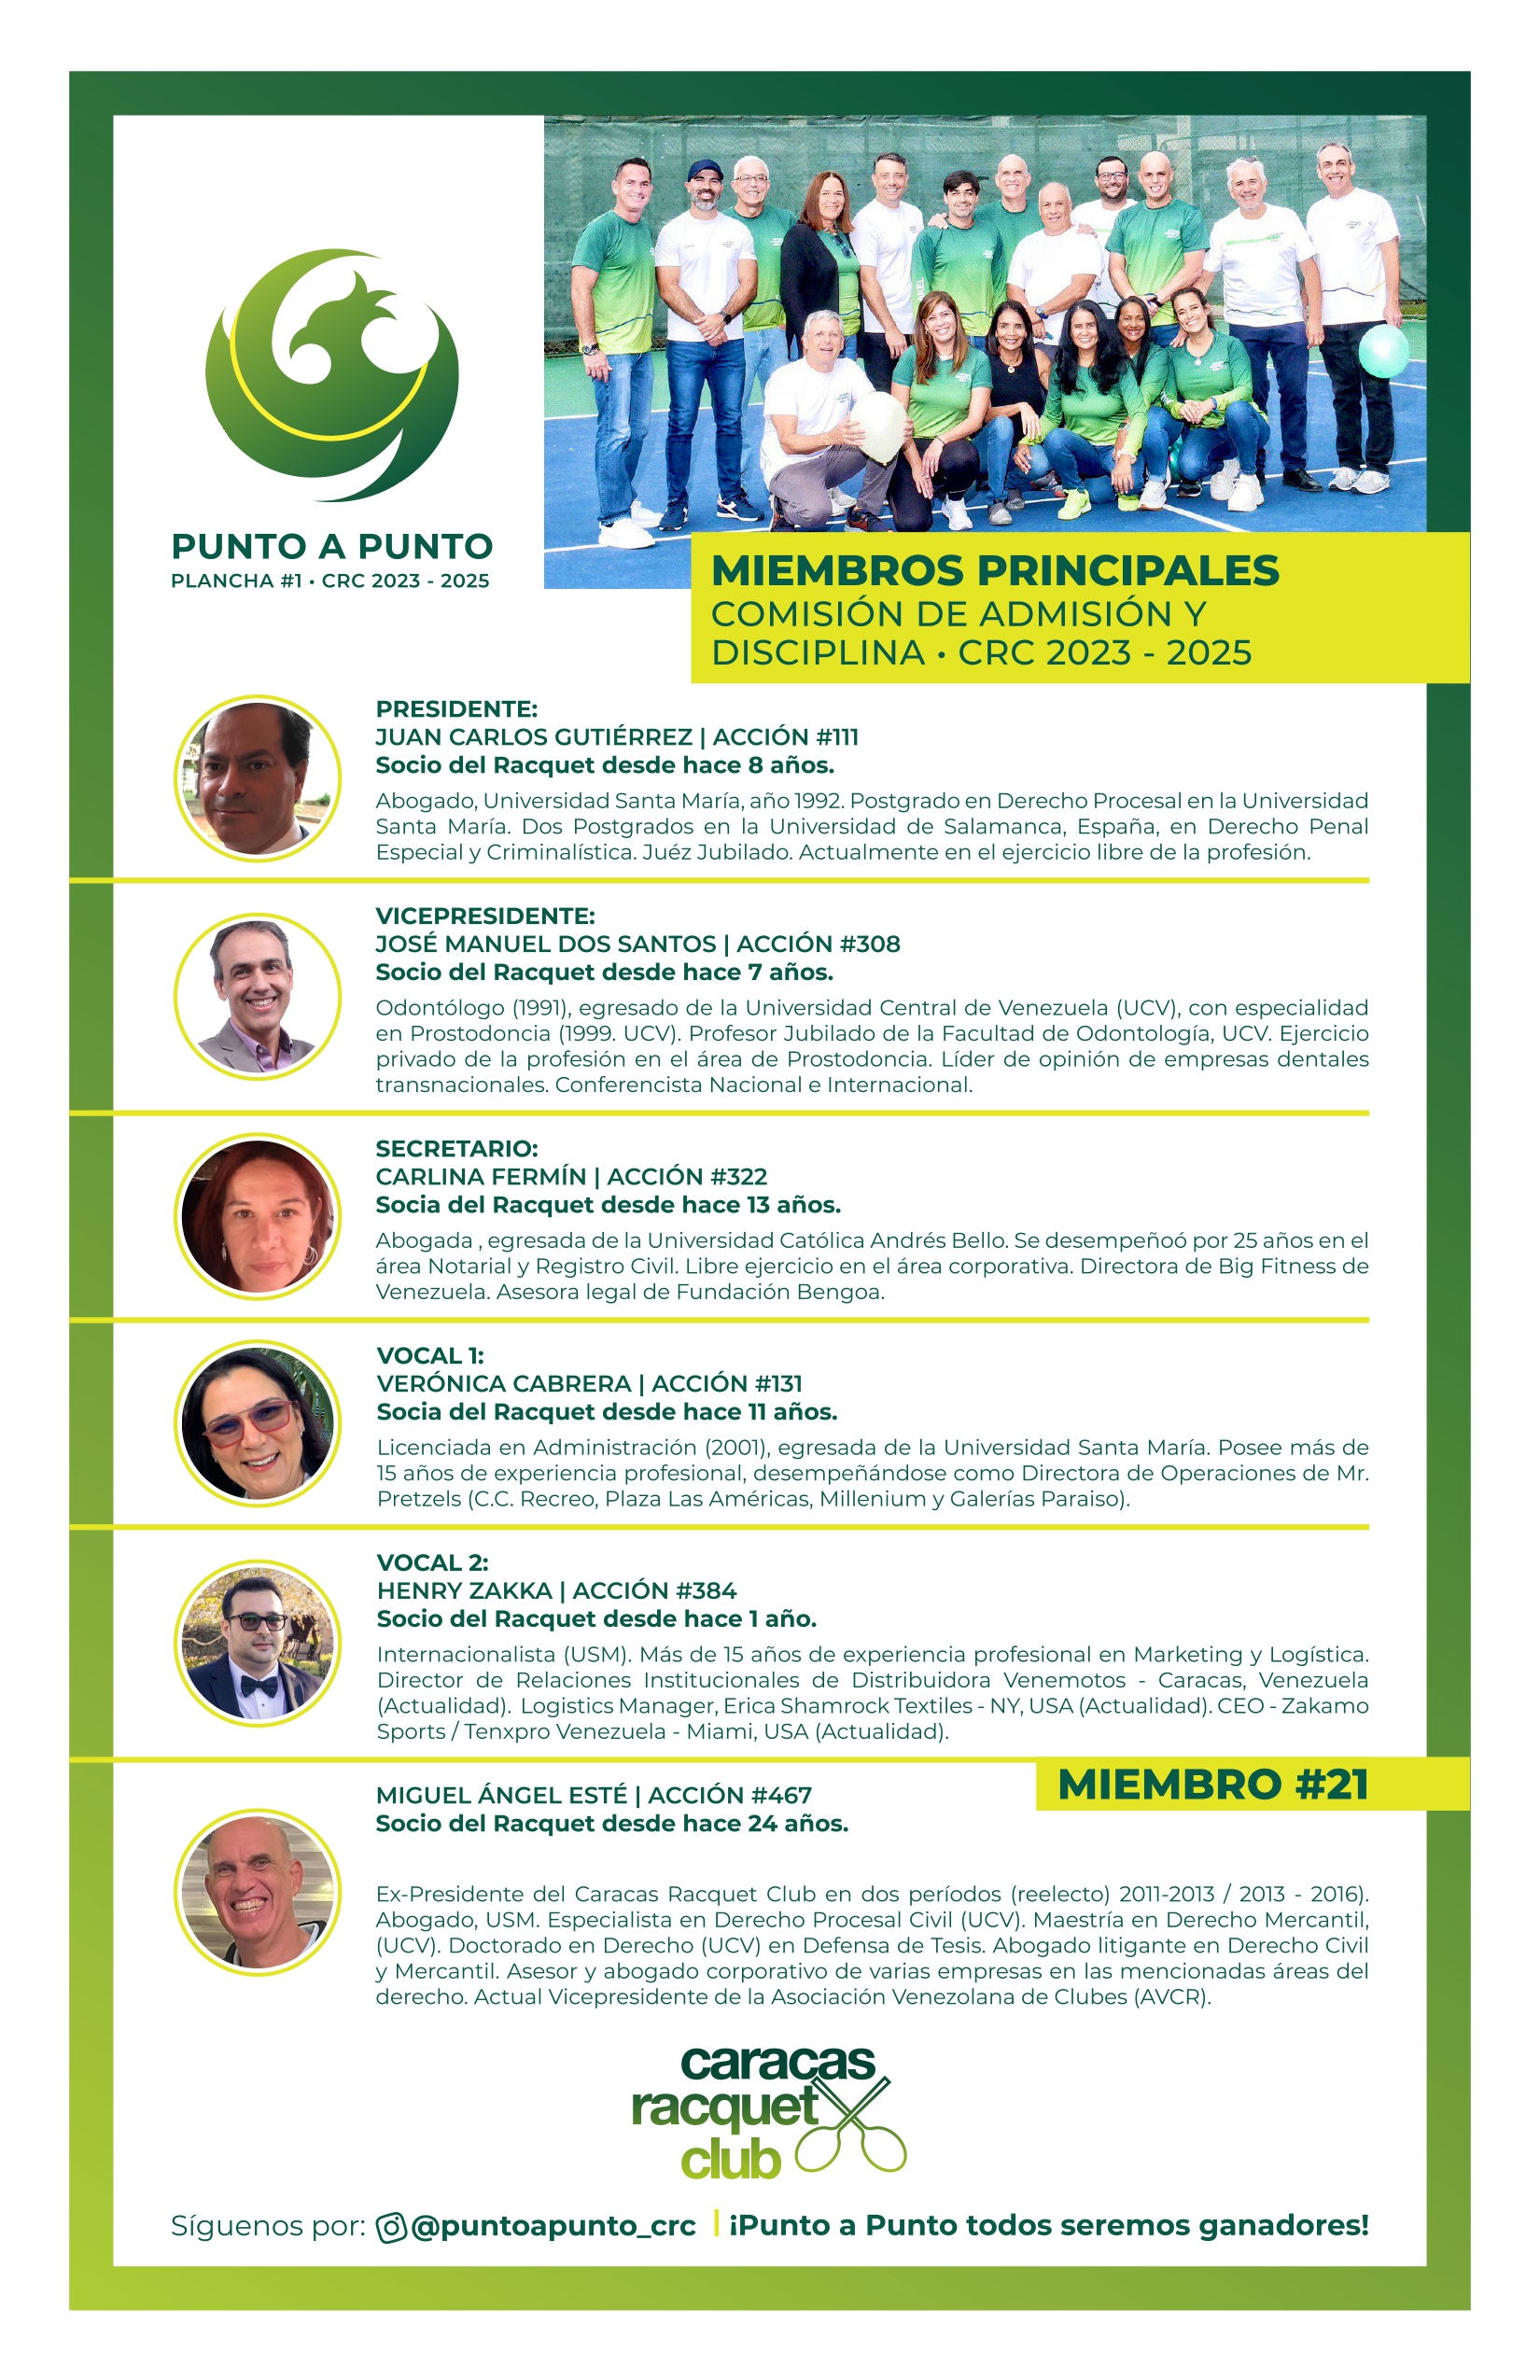 PUNTO A PUNTO
PLANCHA #1 • CRC 2023 - 2025
MIEMBROS PRINCIPALES
COMISIÓN DE ADMISIÓN Y
DISCIPLINA • CRC 2023 - 2025
PRESIDENTE:
JUAN CARLOS GUTIÉRREZ | ACCIÓN #111
Socio del Racquet desde hace 8 años.
Abogado, Universidad Santa María, año 1992. Postgrado en Derecho Procesal en la Universidad
Santa María. Dos Postgrados en la Universidad de Salamanca, España, en Derecho Penal
Especial y Criminalística. Juéz Jubilado. Actualmente en el ejercicio libre de la profesión.
VICEPRESIDENTE:
JOSÉ MANUEL DOS SANTOS | ACCIÓN #308
Socio del Racquet desde hace 7 años.
Odontólogo (1991), egresado de la Universidad Central de Venezuela (UCV), con especialidad
en Prostodoncia (1999. UCV). Profesor Jubilado de la Facultad de Odontología, UCV. Ejercicio
privado de la profesión en el área de Prostodoncia. Líder de opinión de empresas dentales
transnacionales. Conferencista Nacional e Internacional.
SECRETARIO:
CARLINA FERMÍN | ACCIÓN #322
Socia del Racquet desde hace 13 años.
Abogada , egresada de la Universidad Católica Andrés Bello. Se desempeñoó por 25 años en el
área Notarial y Registro Civil. Libre ejercicio en el área corporativa. Directora de Big Fitness de
Venezuela. Asesora legal de Fundación Bengoa.
VOCAL 1:
VERÓNICA CABRERA | ACCIÓN #131
Socia del Racquet desde hace 11 años.
Licenciada en Administración (2001), egresada de la Universidad Santa María. Posee más de
15 años de experiencia profesional, desempeñándose como Directora de Operaciones de Mr.
Pretzels (C.C. Recreo, Plaza Las Américas, Millenium y Galerías Paraiso).
VOCAL 2:
HENRY ZAKKA | ACCIÓN #384
Socio del Racquet desde hace 1 año.
Internacionalista (USM). Más de 15 años de experiencia profesional en Marketing y Logística.
Director de Relaciones Institucionales de Distribuidora Venemotos - Caracas, Venezuela
(Actualidad). Logistics Manager, Erica Shamrock Textiles - NY, USA (Actualidad). CEO - Zakamo
Sports / Tenxpro Venezuela - Miami, USA (Actualidad).
MIEMBRO #21
MIGUEL ÁNGEL ESTÉ | ACCIÓN #467
Socio del Racquet desde hace 24 años.
Ex-Presidente del Caracas Racquet Club en dos períodos (reelecto) 2011-2013 / 2013 - 2016).
Abogado, USM. Especialista en Derecho Procesal Civil (UCV). Maestría en Derecho Mercantil,
(UCV). Doctorado en Derecho (UCV) en Defensa de Tesis. Abogado litigante en Derecho Civil
y Mercantil. Asesor y abogado corporativo de varias empresas en las mencionadas áreas del
derecho. Actual Vicepresidente de la Asociación Venezolana de Clubes (AVCR).
caracas
racquet
club
Síguenos por: @puntoapunto_crc | ¡Punto a Punto todos seremos ganadores!